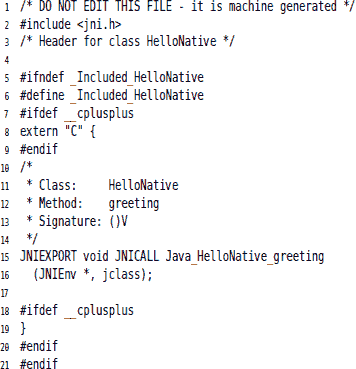 1 /* DO NOT EDIT THIS FILE - it is machine generated */
2 #include <jni.h>
3 /* Header for class HelloNative */
4
5 #ifndef _Included_HelloNative
6 #define _Included_HelloNative
7 #ifdef __cplusplus
8 extern "C" {
9 #endif
10 /*
11  * Class:     HelloNative
12  * Method:    greeting
13  * Signature: ()V
14  */
15 JNIEXPORT void JNICALL Java_HelloNative_greeting
16   (JNIEnv *, jclass);
17
18 #ifdef __cplusplus
19 }
20 #endif
21 #endif